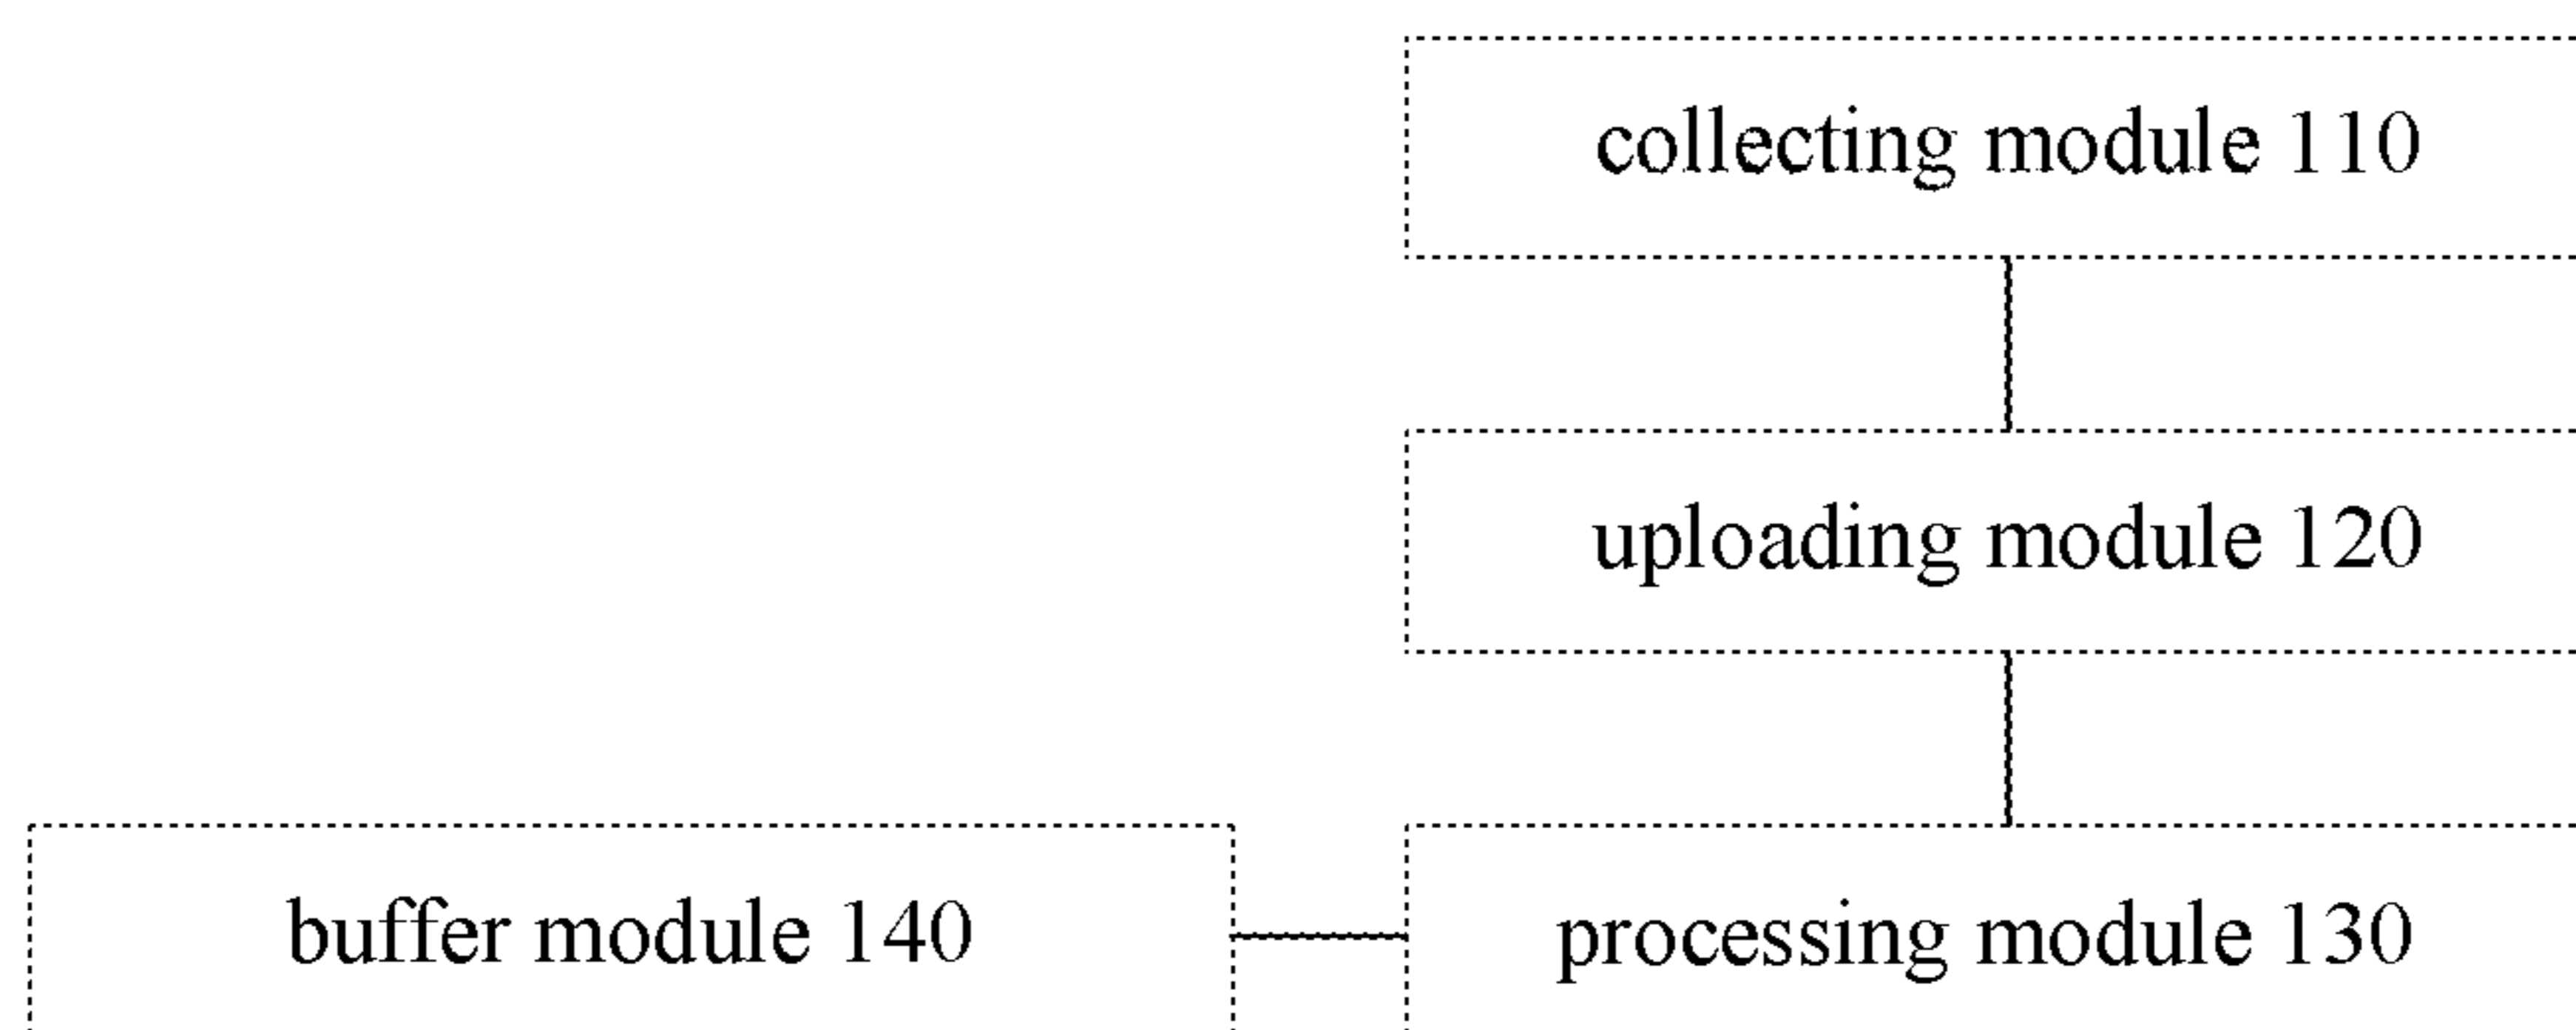 collecting module 110
uploading module 120
buffer module 140
processing module 130